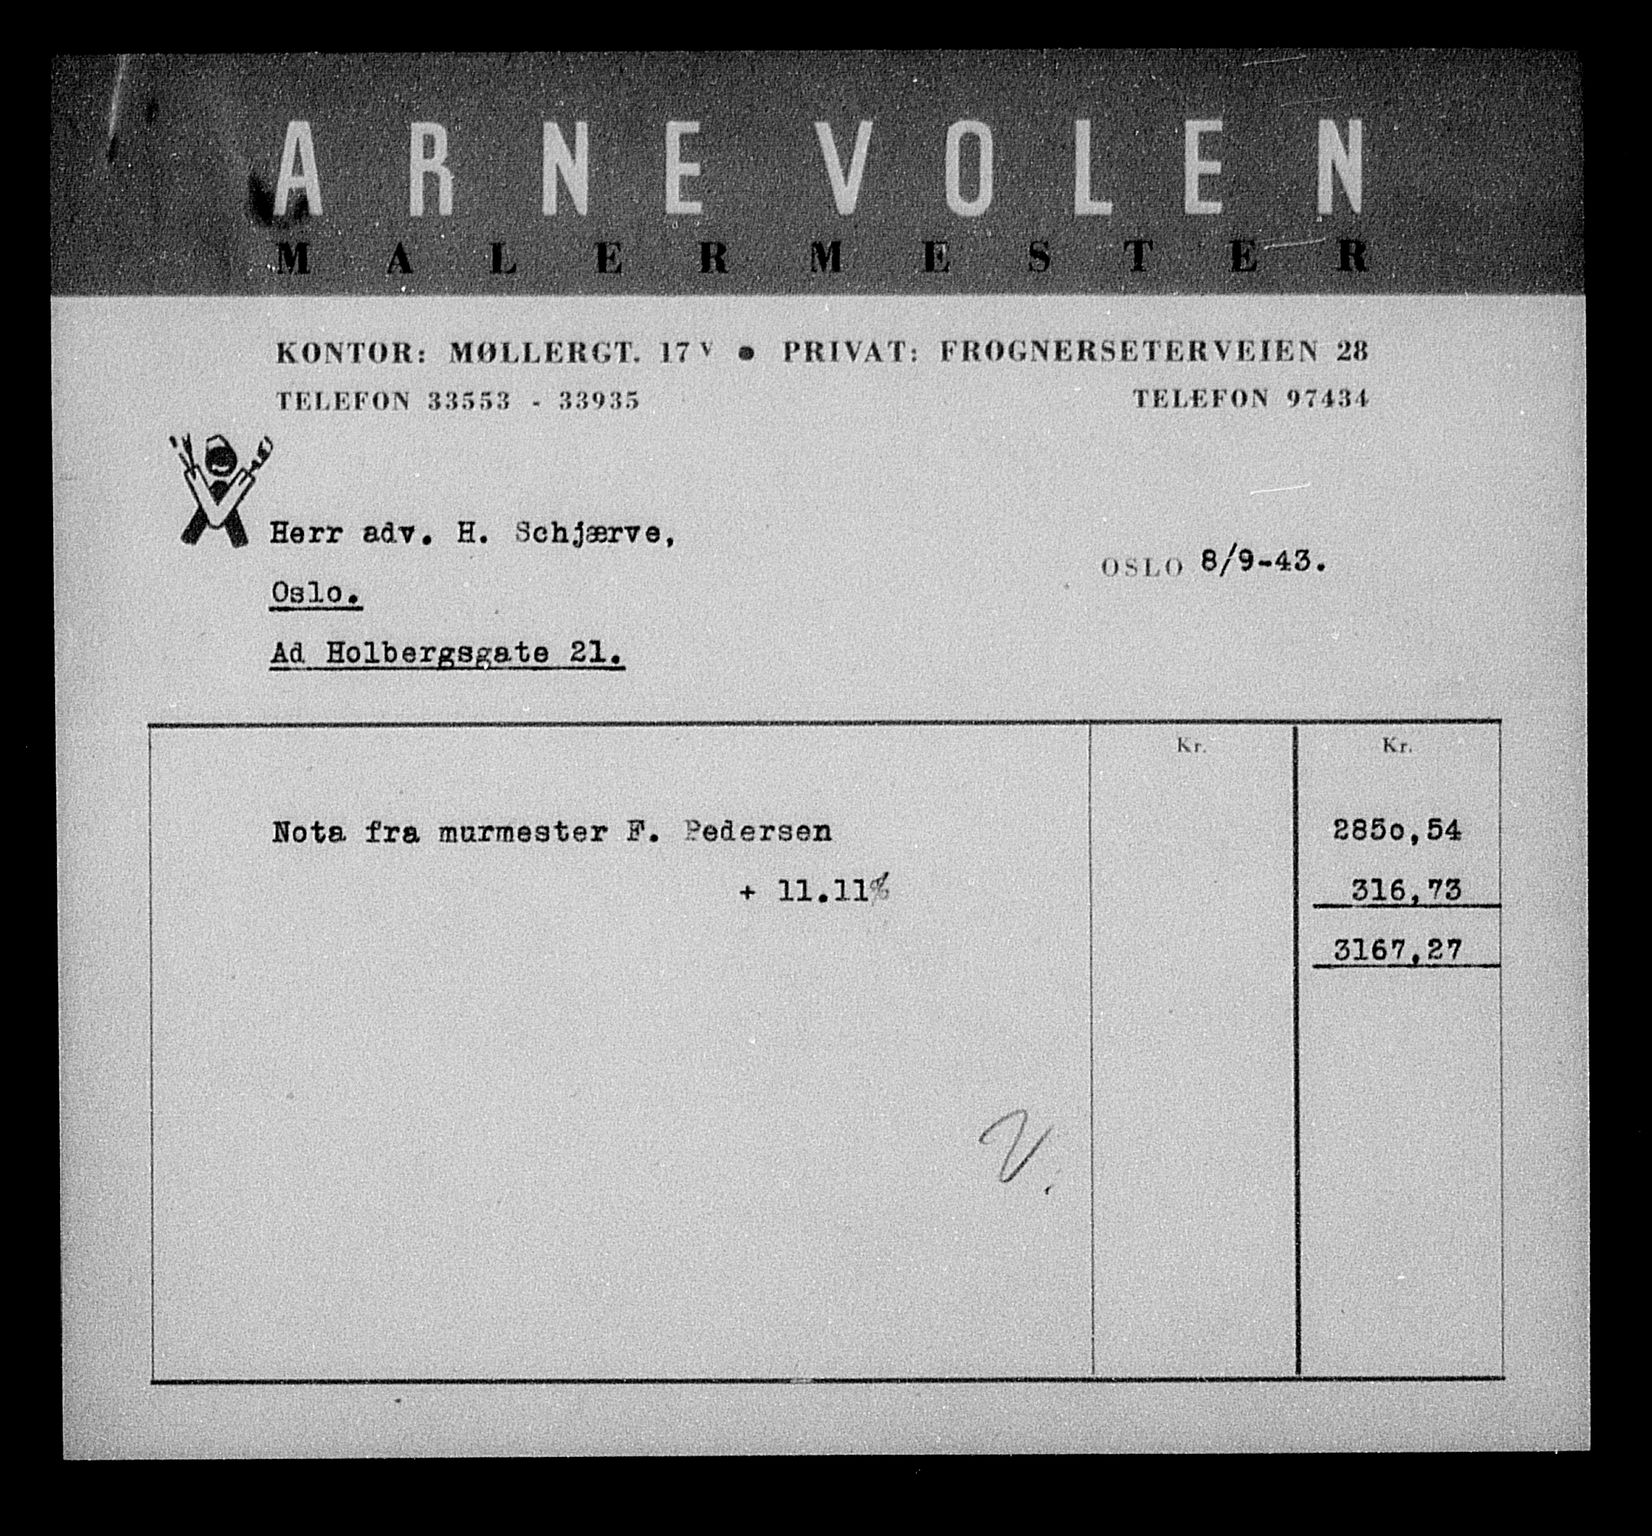 ARNE VOLEN
MALERMESTER
KONTOR: MØLLERGT. 17 V ● PRIVAT: FROGNERSETERVEIEN 28
TELEFON 33553 - 33935 TELEFON 97434
Herr adv. H. Schjærve,
OSLO 8/9-43.
Oslo.
Ad Holbergsgate 21.
Kr. Kr.
Nota fra murmester F. Pedersen 2850,54
+ 11.11% 316,73
3167,27
V.